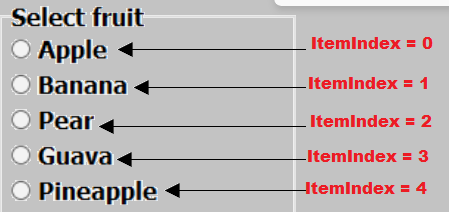 Select fruit
Apple ItemIndex = 0
Banana ItemIndex = 1
Pear ItemIndex = 2
Guava ItemIndex = 3
Pineapple ItemIndex = 4